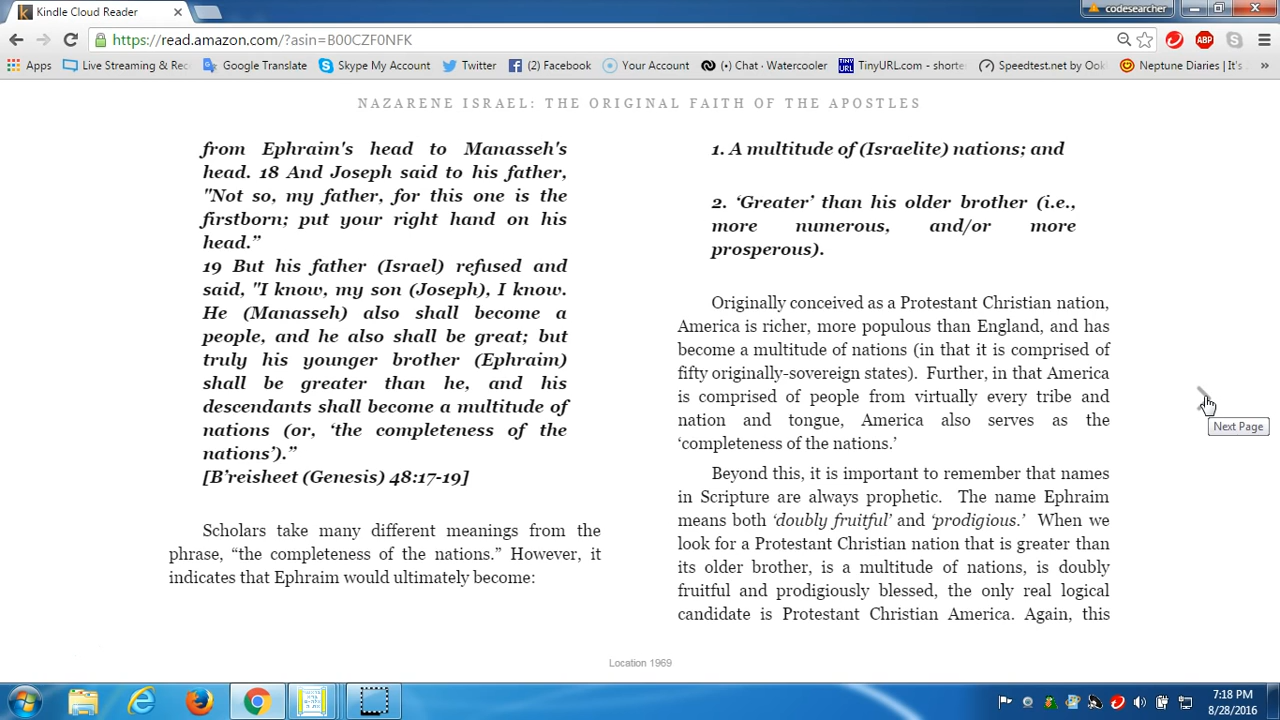 Kindle Cloud Reader
codesearcher
https://read.amazon.com/?asin=B00CZF0NFK
ABP
Apps
Live Streaming & Rec
Google Translate
Skype My Account
Twitter
(2) Facebook
Your Account
(1) Chat · Watercooler
TINY URL
TinyURL.com - shorte
Speedtest.net by Ook
Neptune Diaries | It's
NAZARENE ISRAEL: THE ORIGINAL FAITH OF THE APOSTLES
from Ephraim's head to Manasseh's
head. 18 And Joseph said to his father,
"Not so, my father, for this one is the
firstborn; put your right hand on his
head.”
19 But his father (Israel) refused and
said, "I know, my son (Joseph), I know.
He (Manasseh) also shall become a
people, and he also shall be great; but
truly his younger brother (Ephraim)
shall be greater than he, and his
descendants shall become a multitude of
nations (or, ‘the completeness of the
nations’).”
[B’reisheet (Genesis) 48:17-19]
Scholars take many different meanings from the
phrase, “the completeness of the nations.” However, it
indicates that Ephraim would ultimately become:
1. A multitude of (Israelite) nations; and
2. ‘Greater’ than his older brother (i.e.,
more numerous, and/or more
prosperous).
Originally conceived as a Protestant Christian nation,
America is richer, more populous than England, and has
become a multitude of nations (in that it is comprised of
fifty originally-sovereign states). Further, in that America
is comprised of people from virtually every tribe and
nation and tongue, America also serves as the
‘completeness of the nations.’
Beyond this, it is important to remember that names
in Scripture are always prophetic. The name Ephraim
means both ‘doubly fruitful’ and ‘prodigious.’ When we
look for a Protestant Christian nation that is greater than
its older brother, is a multitude of nations, is doubly
fruitful and prodigiously blessed, the only real logical
candidate is Protestant Christian America. Again, this
Next Page
Location 1969
7:18 PM
8/28/2016